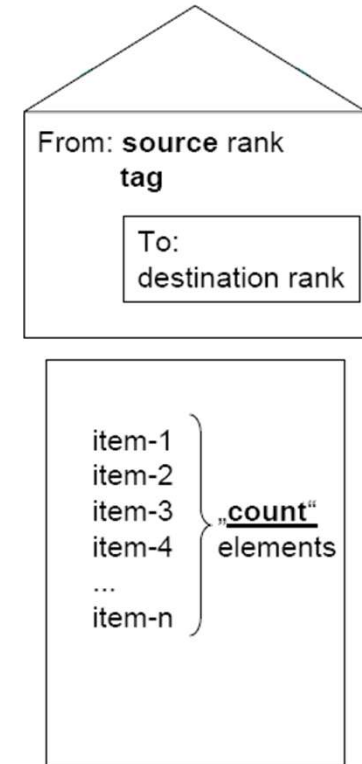 From: source rank
tag
To:
destination rank
item-1
item-2
item-3
item-4
...
item-n
„count“
elements